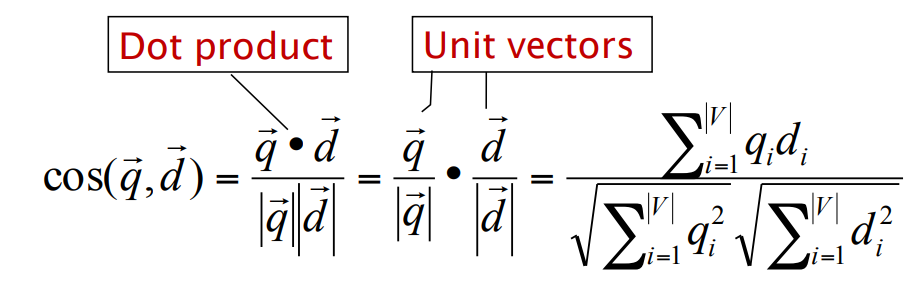 Dot product Unit vectors
cos(q⃗,d⃗) = q⃗ • d⃗ / |q⃗||d⃗| = q⃗ / |q⃗| • d⃗ / |d⃗| = ∑_{i=1}^{|V|} q_i d_i / √(∑_{i=1}^{|V|} q_i^2) √(∑_{i=1}^{|V|} d_i^2)